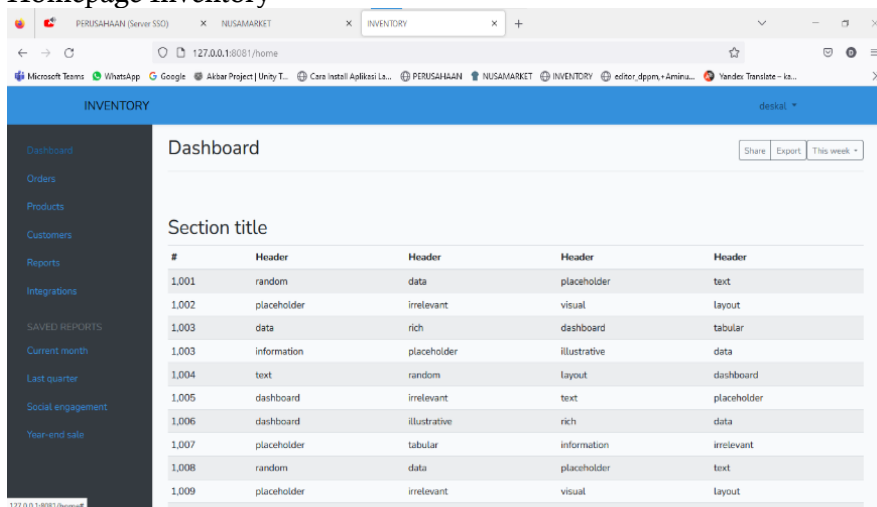 Homepage Inventory
PERUSAHAAN (Server SSO) × NUSAMARKET × INVENTORY × +
127.0.0.1:8081/home
Microsoft Teams WhatsApp Google Akbar Project | Unity T... Cara Install Aplikasi La... PERUSAHAAN NUSAMARKET INVENTORY editor_dppm,+Aminu... Yandex Translate – ka...
INVENTORY deskal
Dashboard
Orders
Products
Customers
Reports
Integrations
SAVED REPORTS
Current month
Last quarter
Social engagement
Year-end sale
Dashboard
Share Export This week
Section title
# Header Header Header Header
1,001 random data placeholder text
1,002 placeholder irrelevant visual layout
1,003 data rich dashboard tabular
1,003 information placeholder illustrative data
1,004 text random layout dashboard
1,005 dashboard irrelevant text placeholder
1,006 dashboard illustrative rich data
1,007 placeholder tabular information irrelevant
1,008 random data placeholder text
1,009 placeholder irrelevant visual layout
127.0.0.1:8081/home#